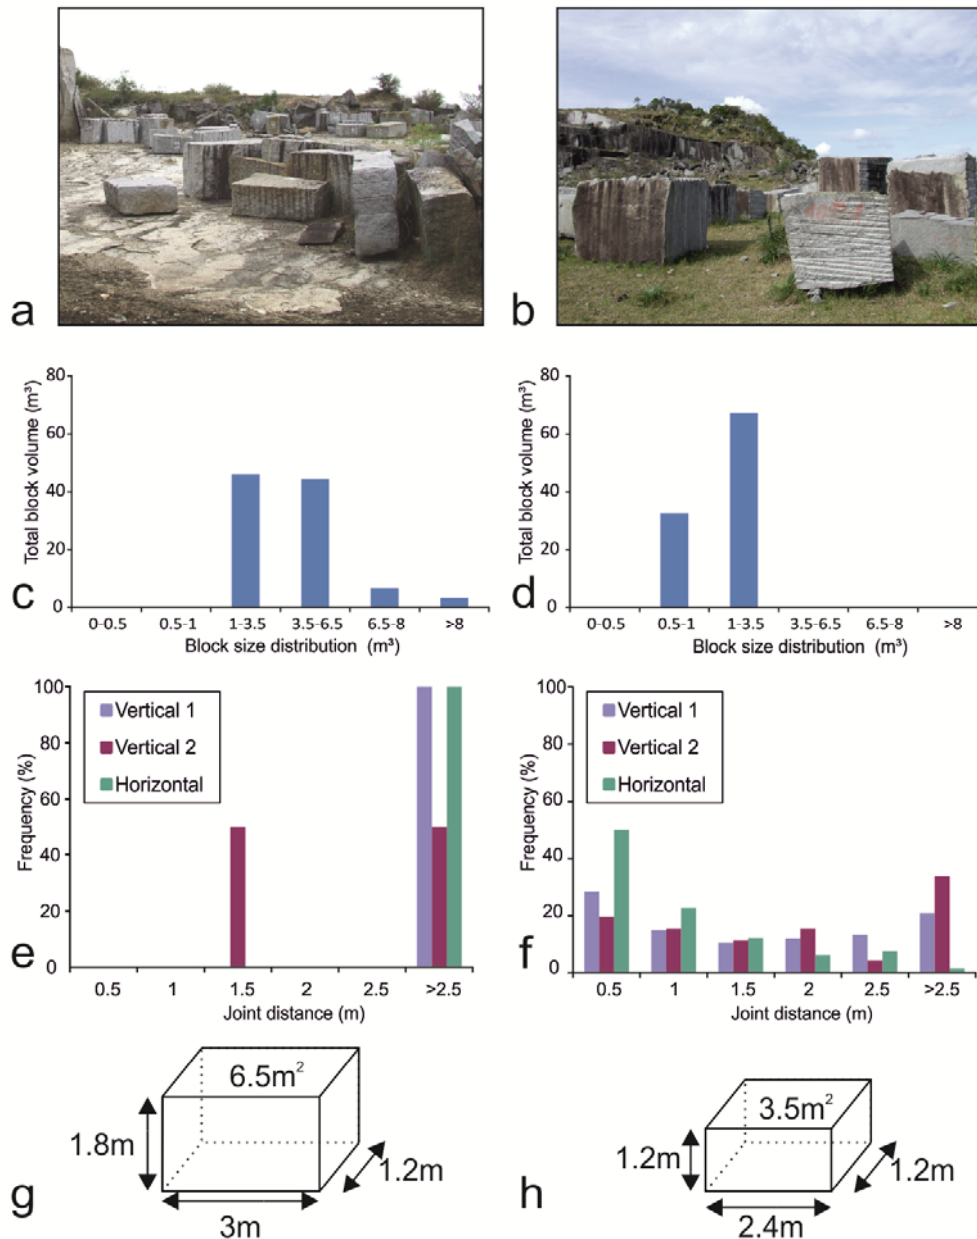 a
b
Total block volume (m³)
80
60
40
20
0
0-0.5 0.5-1 1-3.5 3.5-6.5 6.5-8 >8
Block size distribution (m³)
c
Total block volume (m³)
80
60
40
20
0
0-0.5 0.5-1 1-3.5 3.5-6.5 6.5-8 >8
Block size distribution (m³)
d
Frequency (%)
100
80
60
40
20
0
Vertical 1
Vertical 2
Horizontal
0.5 1 1.5 2 2.5 >2.5
Joint distance (m)
e
Frequency (%)
100
80
60
40
20
0
Vertical 1
Vertical 2
Horizontal
0.5 1 1.5 2 2.5 >2.5
Joint distance (m)
f
6.5m²
1.8m
1.2m
3m
g
3.5m²
1.2m
1.2m
2.4m
h